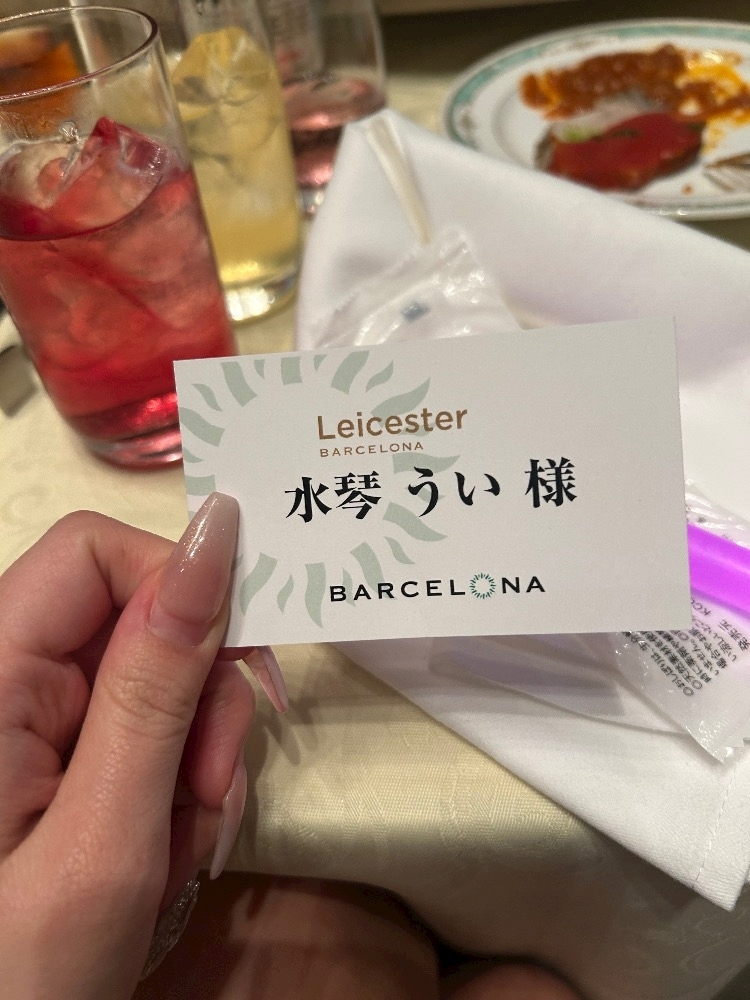 Leicester
BARCELONA
水琴 うい 様
BARCELONA